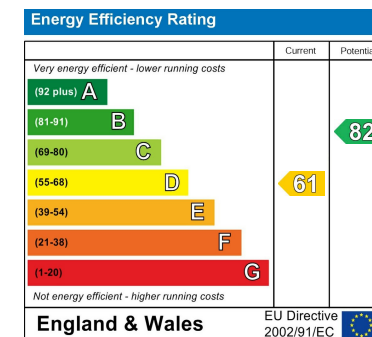 Energy Efficiency Rating
Current Potentia
Very energy efficient - lower running costs
(92 plus) A
(81-91) B
82
(69-80) C
(55-68) D
61
(39-54) E
(21-38) F
(1-20) G
Not energy efficient - higher running costs
England & Wales
EU Directive
2002/91/EC